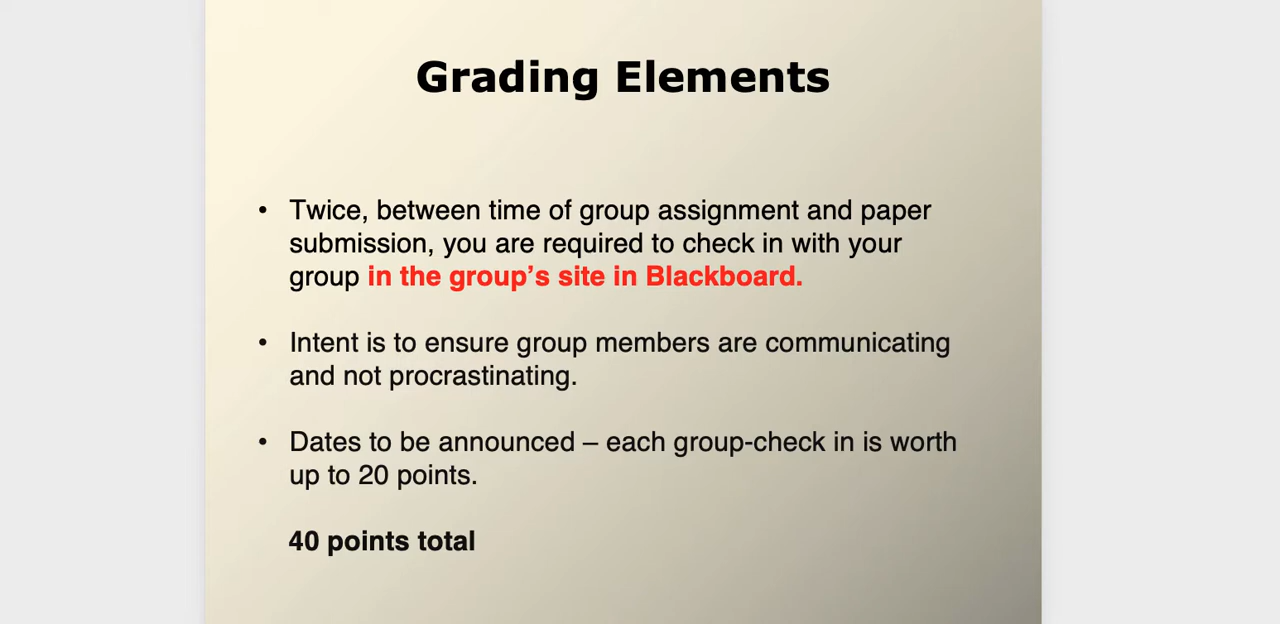 Grading Elements
• Twice, between time of group assignment and paper
submission, you are required to check in with your
group in the group’s site in Blackboard.
• Intent is to ensure group members are communicating
and not procrastinating.
• Dates to be announced – each group-check in is worth
up to 20 points.
40 points total